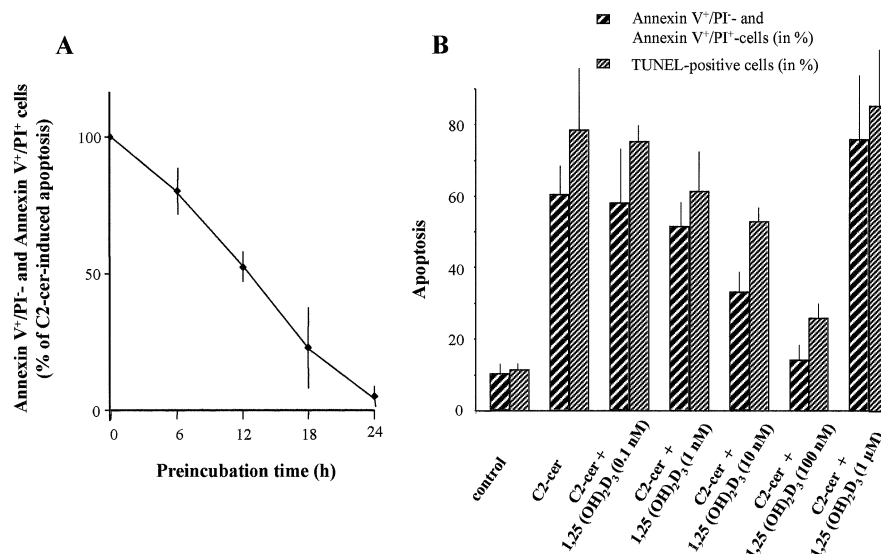 A
Annexin V⁺/PI⁻- and Annexin V⁺/PI⁺ cells
(% of C2-cer-induced apoptosis)
100
50
0
0 6 12 18 24
Preincubation time (h)
B
Annexin V⁺/PI⁻- and
Annexin V⁺/PI⁺-cells (in %)
TUNEL-positive cells (in %)
Apoptosis
80
60
40
20
0
control
C2-cer
C2-cer +
1,25 (OH)₂D₃ (0.1 nM)
C2-cer +
1,25 (OH)₂D₃ (1 nM)
C2-cer +
1,25 (OH)₂D₃ (10 nM)
C2-cer +
1,25 (OH)₂D₃ (100 nM)
C2-cer +
1,25 (OH)₂D₃ (1 µM)